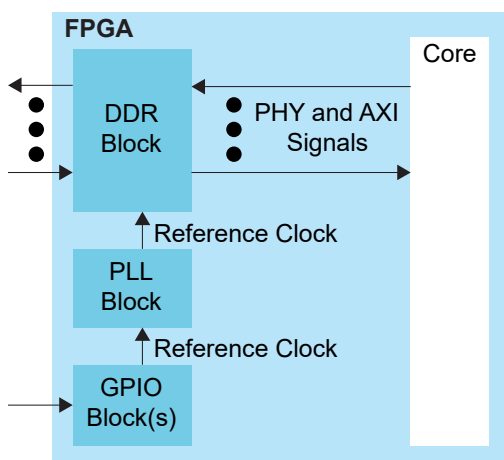 FPGA
Core
DDR
Block
PHY and AXI
Signals
Reference Clock
PLL
Block
Reference Clock
GPIO
Block(s)